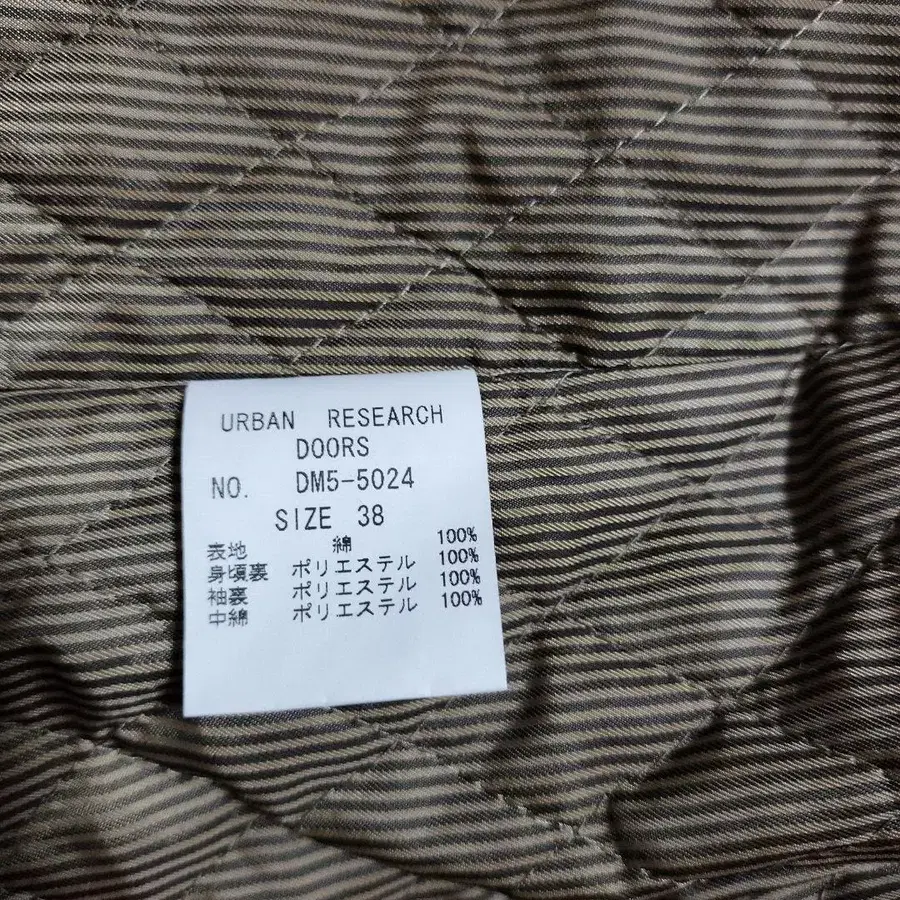 URBAN RESEARCH
DOORS
NO. DM5-5024
SIZE 38
表地 綿 100%
身頃裏 ポリエステル 100%
袖裏 ポリエステル 100%
中綿 ポリエステル 100%